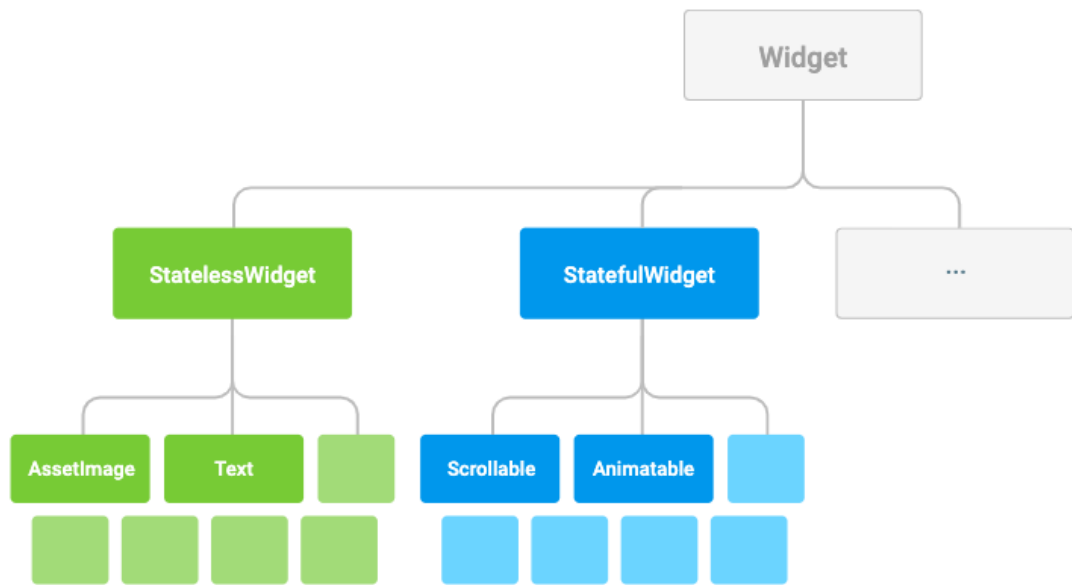 Widget
StatelessWidget
StatefulWidget
...
AssetImage
Text
Scrollable
Animatable